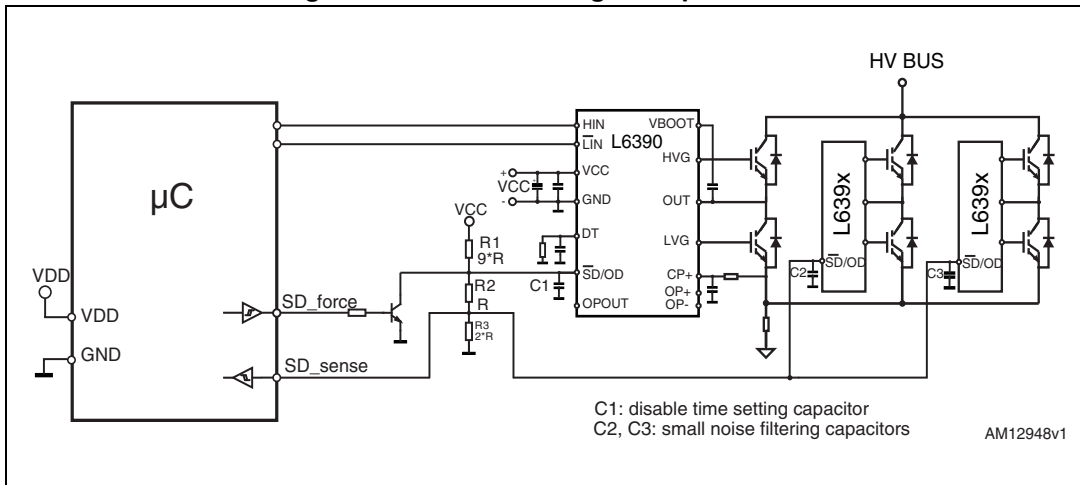 HV BUS
HIN
VBOOT
LIN
L6390
HVG
VCC
+
VCC
-
GND
OUT
µC
L639x
L639x
VCC
DT
LVG
R1
9*R
SD/OD
C1
CP+
SD/OD
C2
SD/OD
C3
R2
R
OP+
OPOUT
OP-
VDD
VDD
SD_force
R3
2*R
GND
SD_sense
C1: disable time setting capacitor
C2, C3: small noise filtering capacitors
AM12948v1